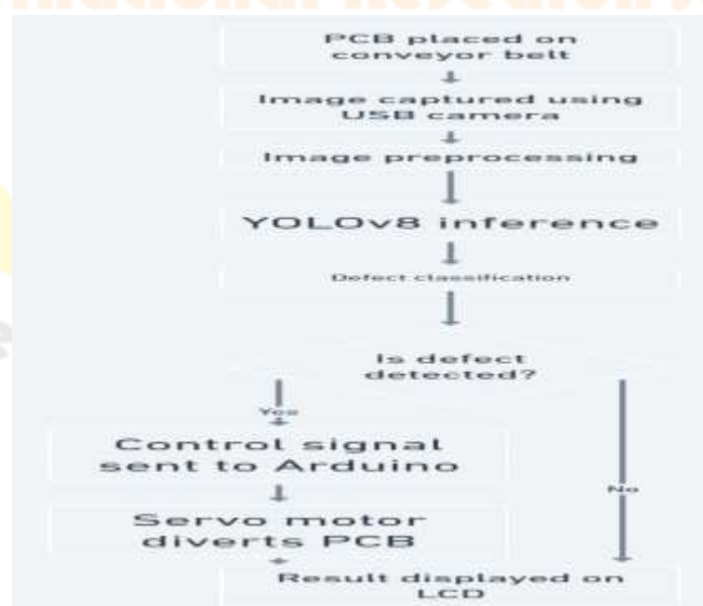 PCB placed on
conveyor belt
Image captured using
USB camera
Image preprocessing
YOLOv8 inference
Defect classification
Is defect
detected?
Yes
Control signal
sent to Arduino
No
Servo motor
diverts PCB
Result displayed on
LCD